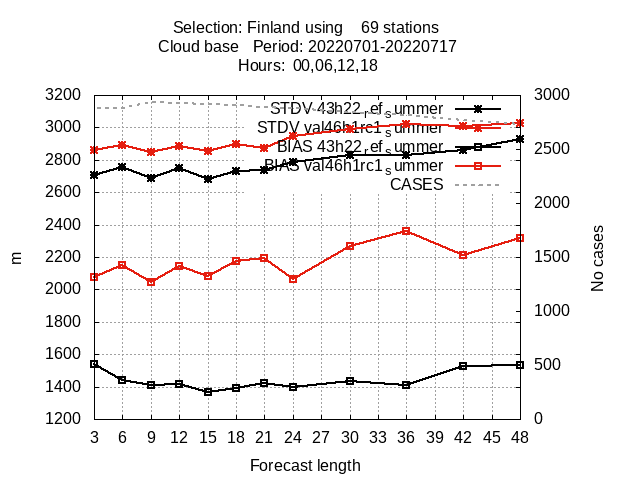 Selection: Finland using 69 stations
Cloud base Period: 20220701-20220717
Hours: 00,06,12,18
3200
3000
2800
2600
2400
2200
2000
1800
1600
1400
1200
3000
2500
2000
1500
1000
500
0
STDV 43h22_ref_summer
STDV val46h1rc1_summer
BIAS 43h22_ref_summer
BIAS val46h1rc1_summer
CASES
m
No cases
3 6 9 12 15 18 21 24 27 30 33 36 39 42 45 48
Forecast length